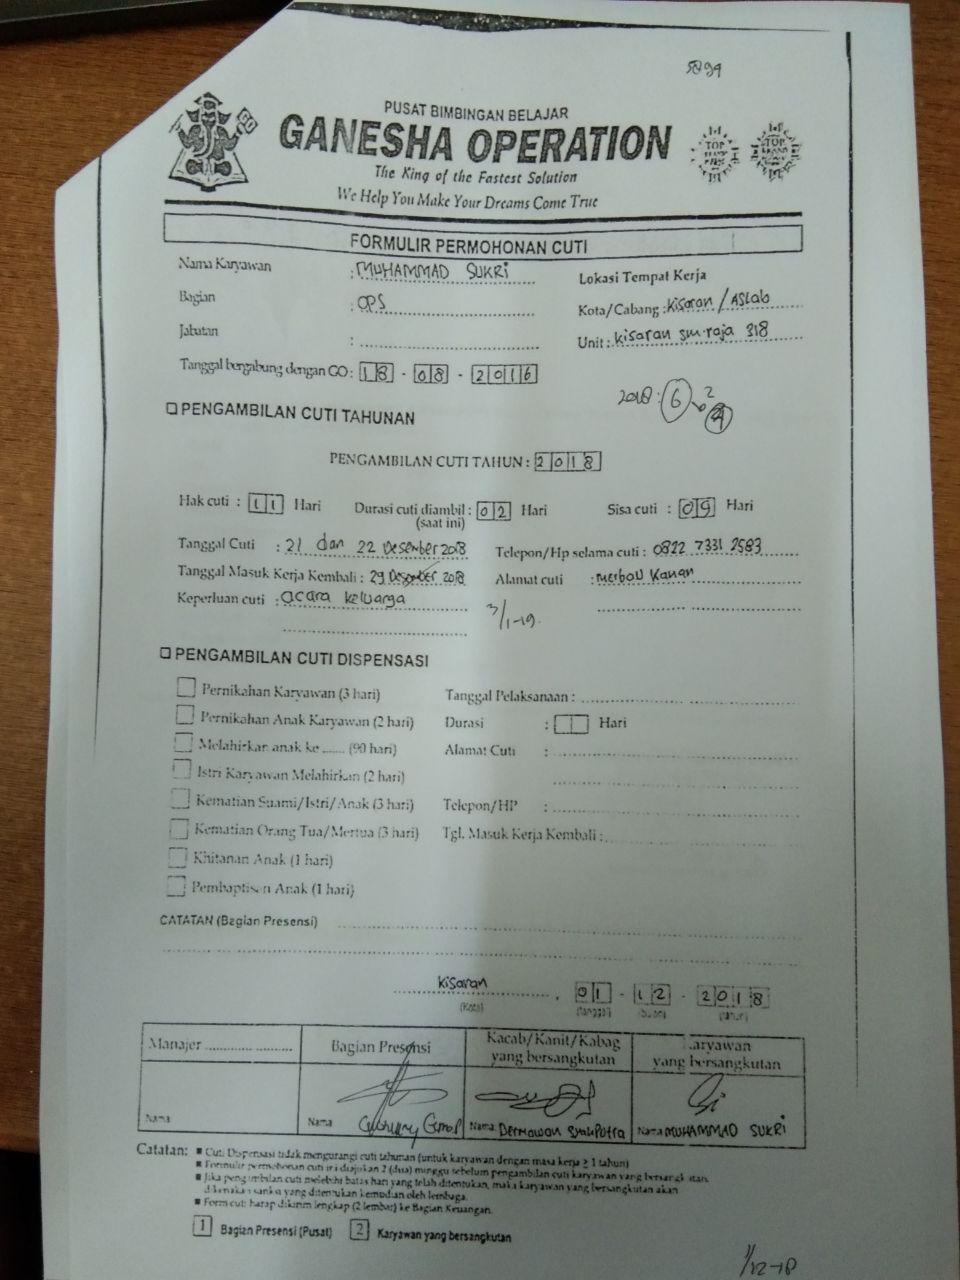 5894
PUSAT BIMBINGAN BELAJAR
GANESHA OPERATION
The King of the Fastest Solution
We Help You Make Your Dreams Come True
GO
TOP
TOP
FORMULIR PERMOHONAN CUTI
Nama Karyawan : MUHAMMAD SUKRi
Lokasi Tempat Kerja
Bagian : OPS
Kota/Cabang : Kisaran / ASLab
Jabatan :
Unit : kisaran sm-raja 318
Tanggal bergabung dengan GO : 18 - 08 - 2016
2018 : 6 2
PENGAMBILAN CUTI TAHUNAN
PENGAMBILAN CUTI TAHUN : 2018
Hak cuti : 11 Hari Durasi cuti diambil : 02 Hari Sisa cuti : 09 Hari
(saat ini)
Tanggal Cuti : 21 dan 22 Desember 2018 Telepon/Hp selama cuti : 0822 7331 2583
Tanggal Masuk Kerja Kembali : 29 Desember 2018 Alamat cuti : merbou Kanan
Keperluan cuti : acara keluarga
3/1-19.
PENGAMBILAN CUTI DISPENSASI
Pernikahan Karyawan (3 hari) Tanggal Pelaksanaan :
Pernikahan Anak Karyawan (2 hari) Durasi : Hari
Melahirkan anak ke ...... (90 hari) Alamat Cuti :
Istri Karyawan Melahirkan (2 hari)
Kematian Suami/Istri/Anak (3 hari) Telepon/HP :
Kematian Orang Tua/Mertua (3 hari) Tgl. Masuk Kerja Kembali :
Khitanan Anak (1 hari)
Pembaptisan Anak (1 hari)
CATATAN (Bagian Presensi)
Kisaran, 01 - 12 - 2018
(Kota) (Tanggal) (Bulan) (Tahun)
Manajer .................... Bagian Presensi Kacab/Kanit/Kabag yang bersangkutan Karyawan yang bersangkutan
Nama Nama Nama Dermawan SyahPutra Nama MUHAMMAD SUKRi
Catatan: ▪ Cuti Dispensasi tidak mengurangi cuti tahunan (untuk karyawan dengan masa kerja ≥ 1 tahun)
▪ Formulir permohonan cuti ini diajukan 2 (dua) minggu sebelum pengambilan cuti karyawan yang bersangkutan.
▪ Jika pengambilan cuti melebihi batas hari yang telah ditentukan, maka karyawan yang bersangkutan akan
dikenakan sanksi yang ditentukan kemudian oleh lembaga.
▪ Form cuti harap dikirim lengkap (2 lembar) ke Bagian Keuangan.
1 Bagian Presensi (Pusat) 2 Karyawan yang bersangkutan
1/12-18